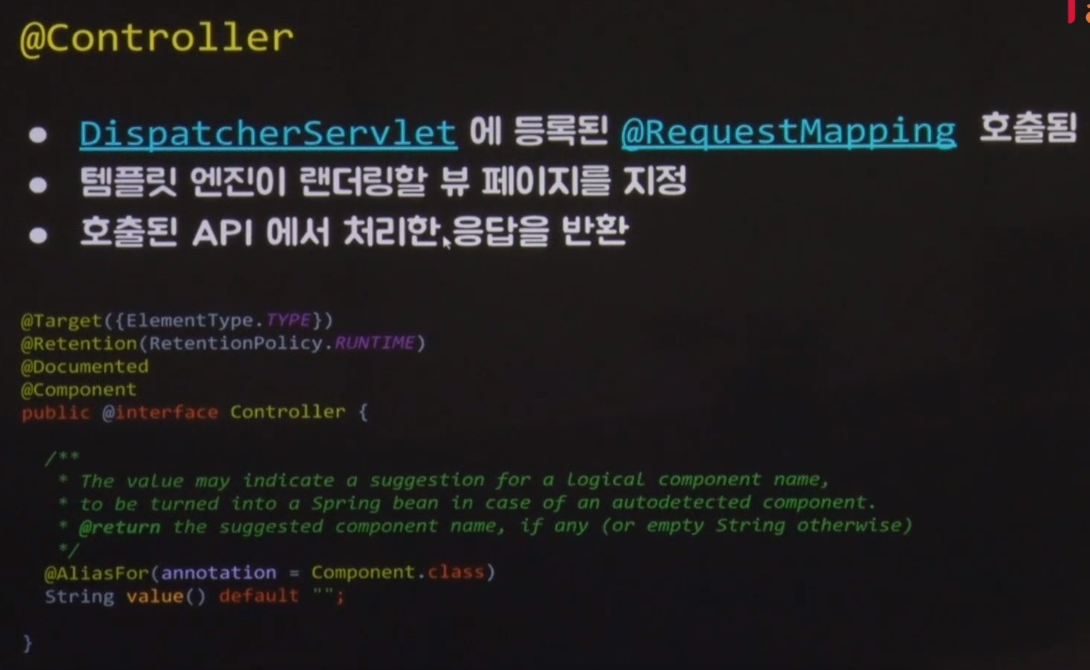 @Controller
● DispatcherServlet 에 등록된 @RequestMapping 호출됨
● 템플릿 엔진이 랜더링할 뷰 페이지를 지정
● 호출된 API 에서 처리한 응답을 반환
@Target({ElementType.TYPE})
@Retention(RetentionPolicy.RUNTIME)
@Documented
@Component
public @interface Controller {
/**
* The value may indicate a suggestion for a logical component name,
* to be turned into a Spring bean in case of an autodetected component.
* @return the suggested component name, if any (or empty String otherwise)
*/
@AliasFor(annotation = Component.class)
String value() default "";
}